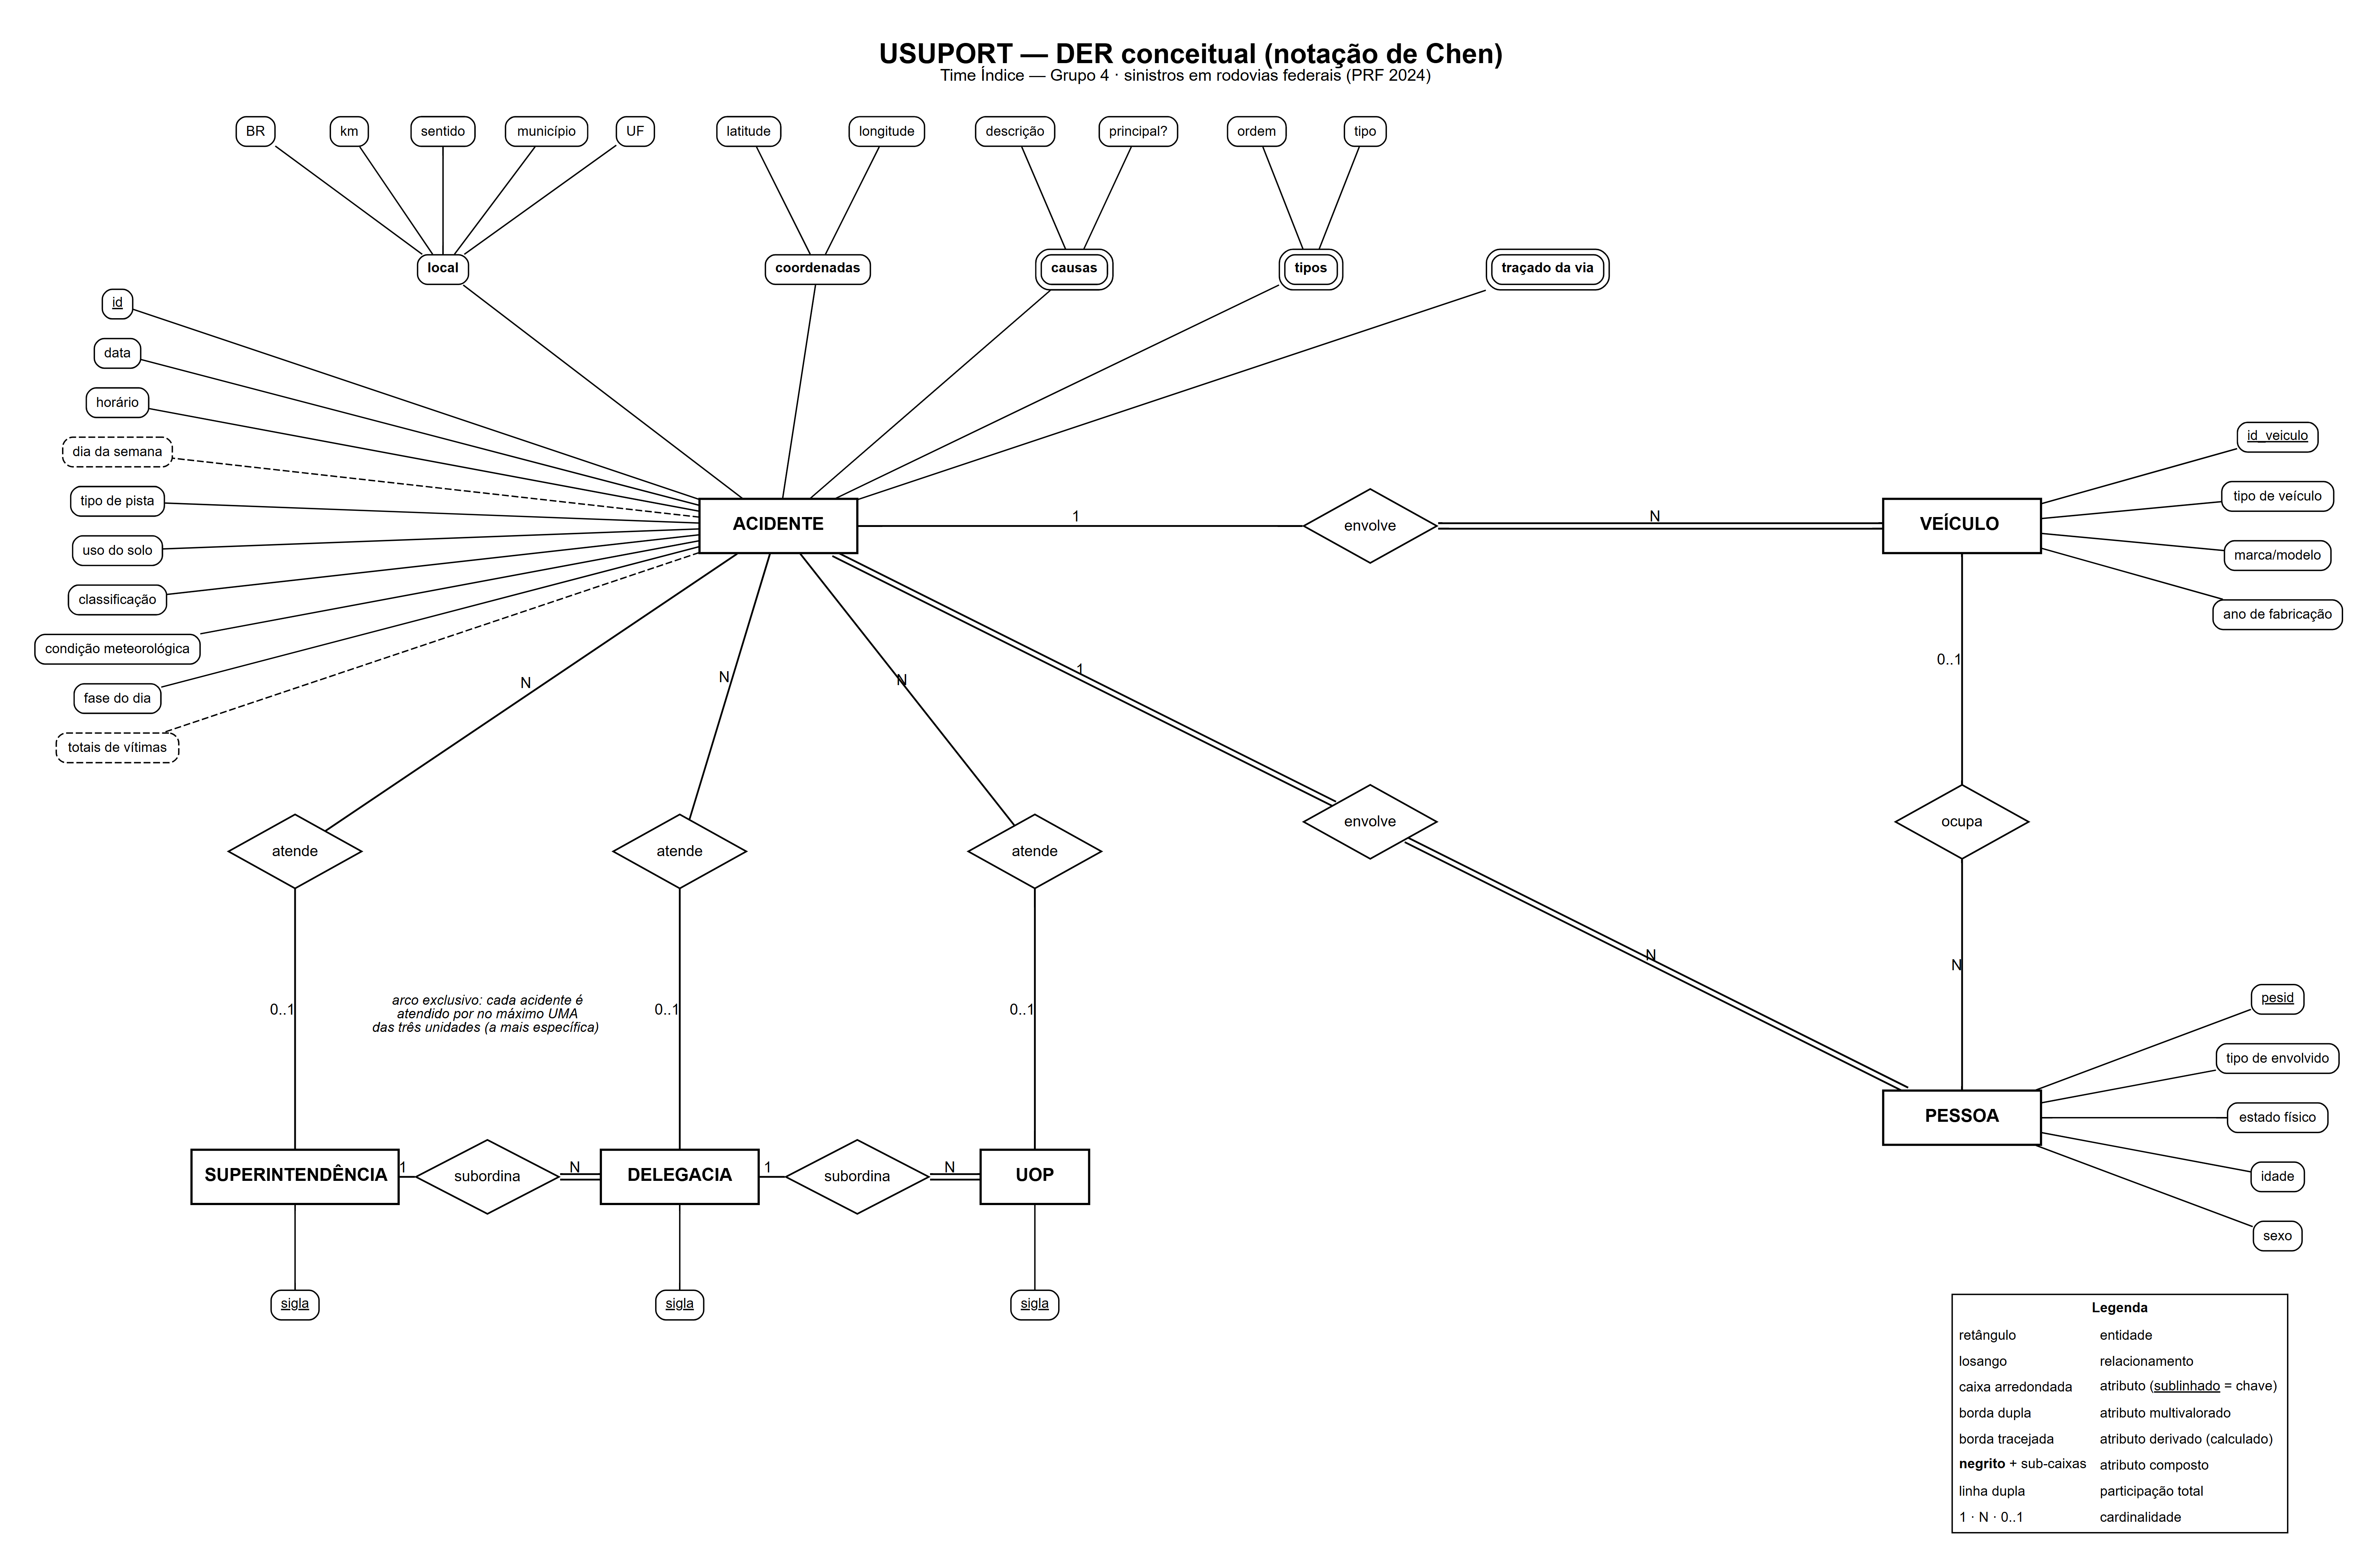 USUPORT — DER conceitual (notação de Chen)
Time Índice — Grupo 4 · sinistros em rodovias federais (PRF 2024)
BR
km
sentido
município
UF
latitude
longitude
descrição
principal?
ordem
tipo
local
coordenadas
causas
tipos
traçado da via
id
data
horário
dia da semana
tipo de pista
uso do solo
classificação
condição meteorológica
fase do dia
totais de vítimas
ACIDENTE
1
envolve
N
VEÍCULO
id_veiculo
tipo de veículo
marca/modelo
ano de fabricação
N
N
N
1
0..1
atende
atende
atende
envolve
ocupa
N
N
0..1
arco exclusivo: cada acidente é
atendido por no máximo UMA
das três unidades (a mais específica)
0..1
0..1
pesid
tipo de envolvido
estado físico
idade
sexo
PESSOA
SUPERINTENDÊNCIA
1
subordina
N
DELEGACIA
1
subordina
N
UOP
sigla
sigla
sigla
Legenda
retângulo entidade
losango relacionamento
caixa arredondada atributo (sublinhado = chave)
borda dupla atributo multivalorado
borda tracejada atributo derivado (calculado)
negrito + sub-caixas atributo composto
linha dupla participação total
1 · N · 0..1 cardinalidade